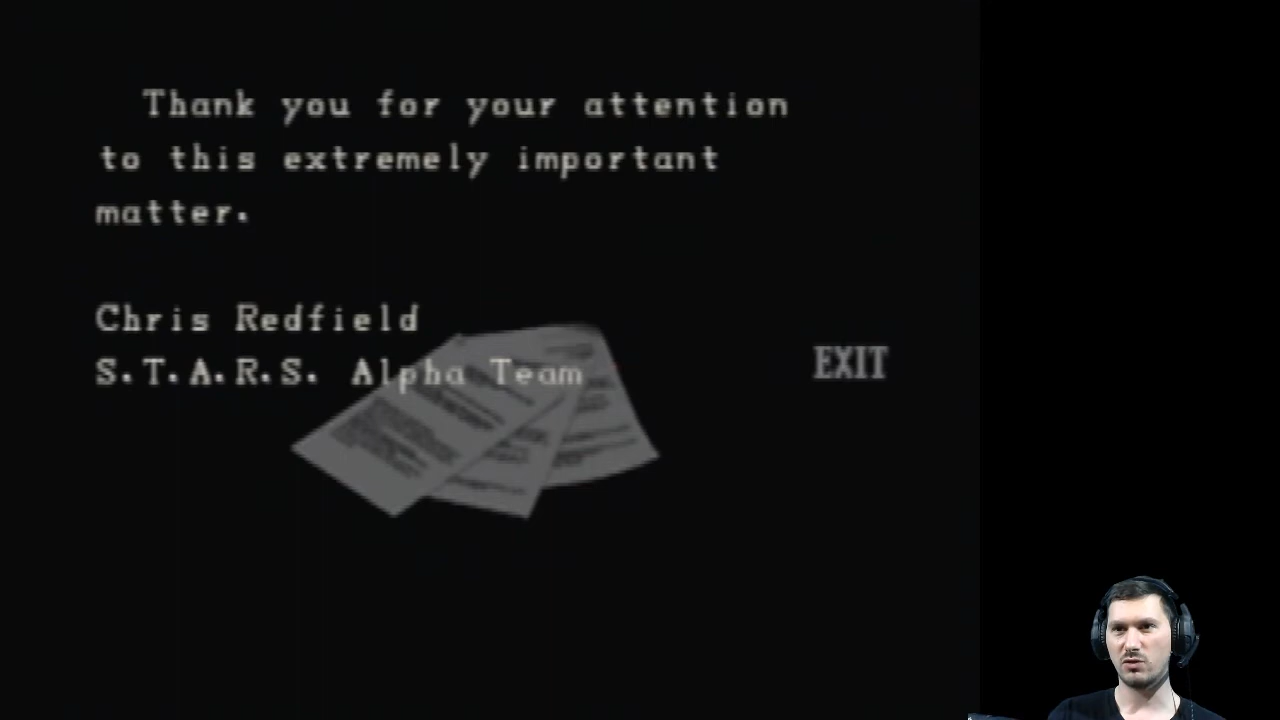 Thank you for your attention
to this extremely important
matter.
Chris Redfield
S.T.A.R.S. Alpha Team
EXIT